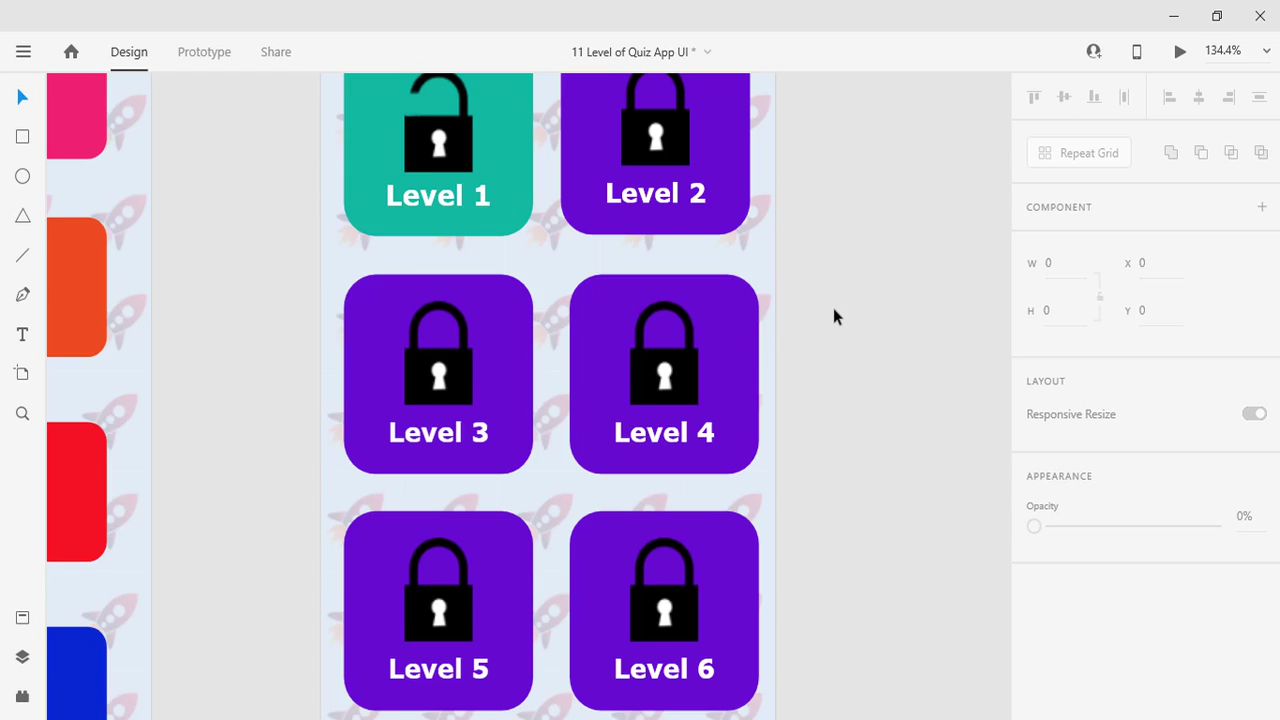 Design
Prototype
Share
11 Level of Quiz App UI *
134.4%
Repeat Grid
COMPONENT
W 0
X 0
H 0
Y 0
LAYOUT
Responsive Resize
APPEARANCE
Opacity
0%
Level 1
Level 2
Level 3
Level 4
Level 5
Level 6